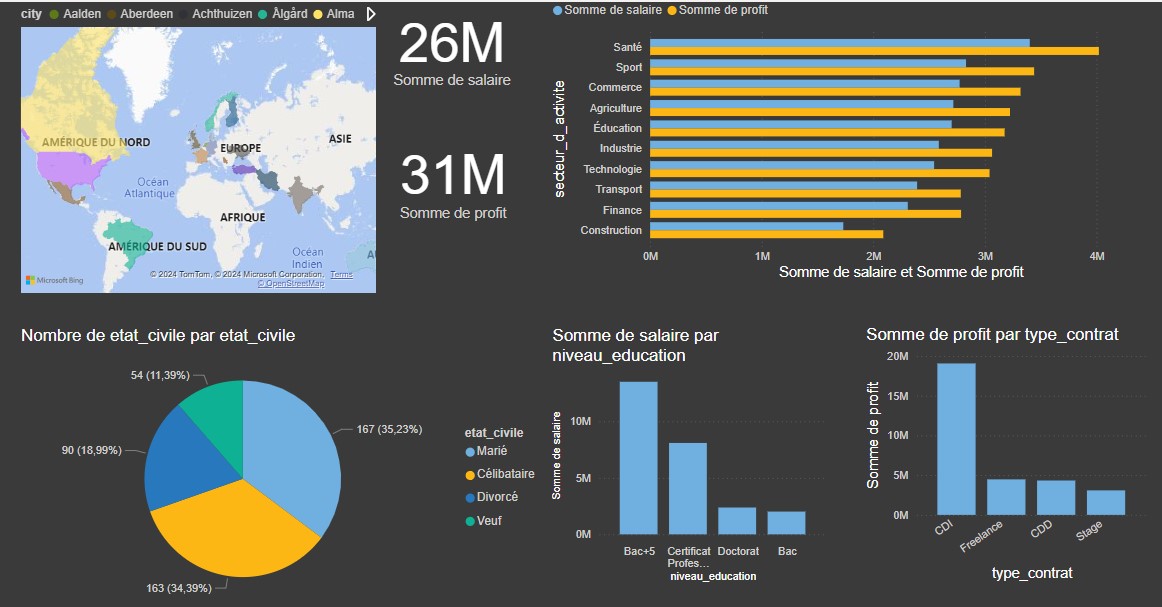 city Aalden Aberdeen Achthuizen Ålgård Alma
AMÉRIQUE DU NORD
EUROPE
ASIE
Océan
Atlantique
AFRIQUE
AMÉRIQUE DU SUD
Océan
Indien
AU
© 2024 TomTom, © 2024 Microsoft Corporation, Terms
© OpenStreetMap
Microsoft Bing
26M
Somme de salaire
31M
Somme de profit
Somme de salaire Somme de profit
secteur_d_activite
Santé
Sport
Commerce
Agriculture
Éducation
Industrie
Technologie
Transport
Finance
Construction
0M 1M 2M 3M 4M
Somme de salaire et Somme de profit
Nombre de etat_civile par etat_civile
54 (11,39%)
167 (35,23%)
90 (18,99%)
163 (34,39%)
etat_civile
Marié
Célibataire
Divorcé
Veuf
Somme de salaire par
niveau_education
Somme de salaire
10M
5M
0M
Bac+5 Certificat Doctorat Bac
Profes…
niveau_education
Somme de profit par type_contrat
Somme de profit
20M
15M
10M
5M
0M
CDI Freelance CDD Stage
type_contrat